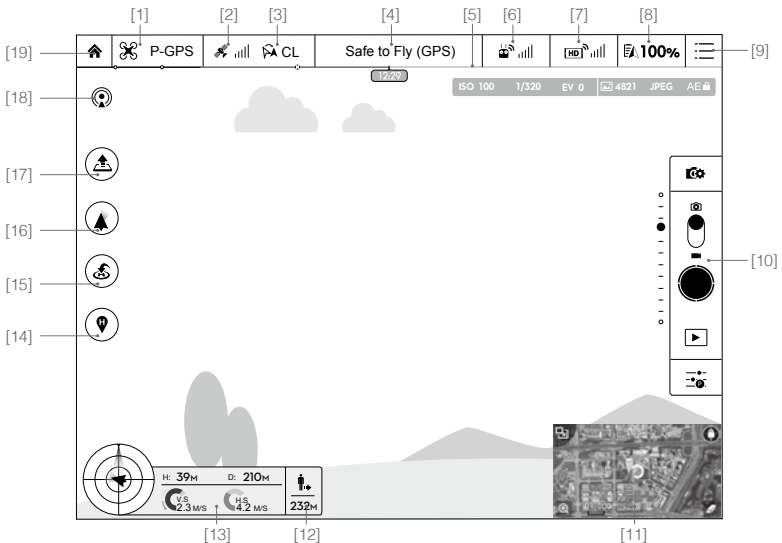 [1] [2] [3] [4] [5] [6] [7] [8]
[19] P-GPS CL Safe to Fly (GPS) HD 100% [9]
12:29
[18] ISO 100 1/320 EV 0 4821 JPEG AE
[17]
[16]
[10]
[15]
[14] H
P
H: 39M D: 210M
V.S 2.3 M/S H.S 4.2 M/S 232M
[13] [12] [11]